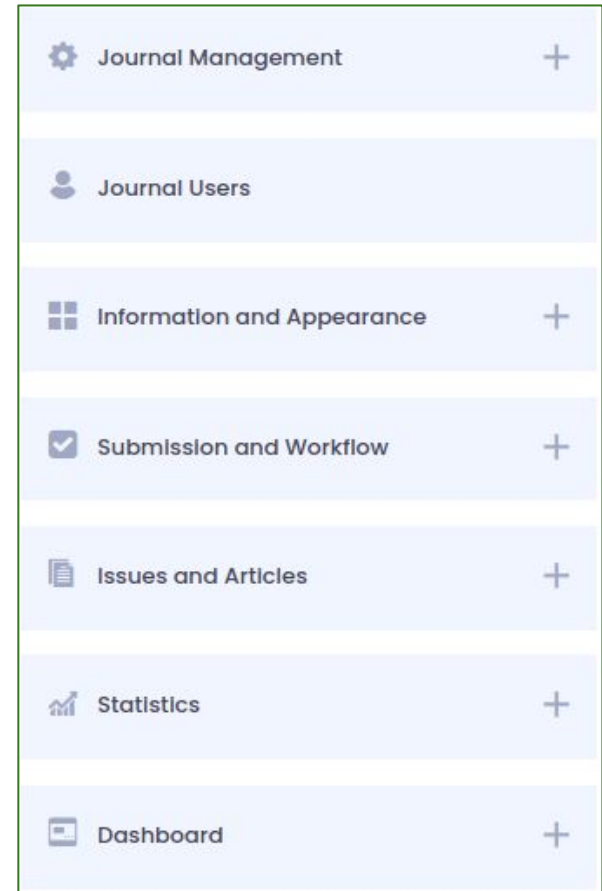 Journal Management
Journal Users
Information and Appearance
Submission and Workflow
Issues and Articles
Statistics
Dashboard